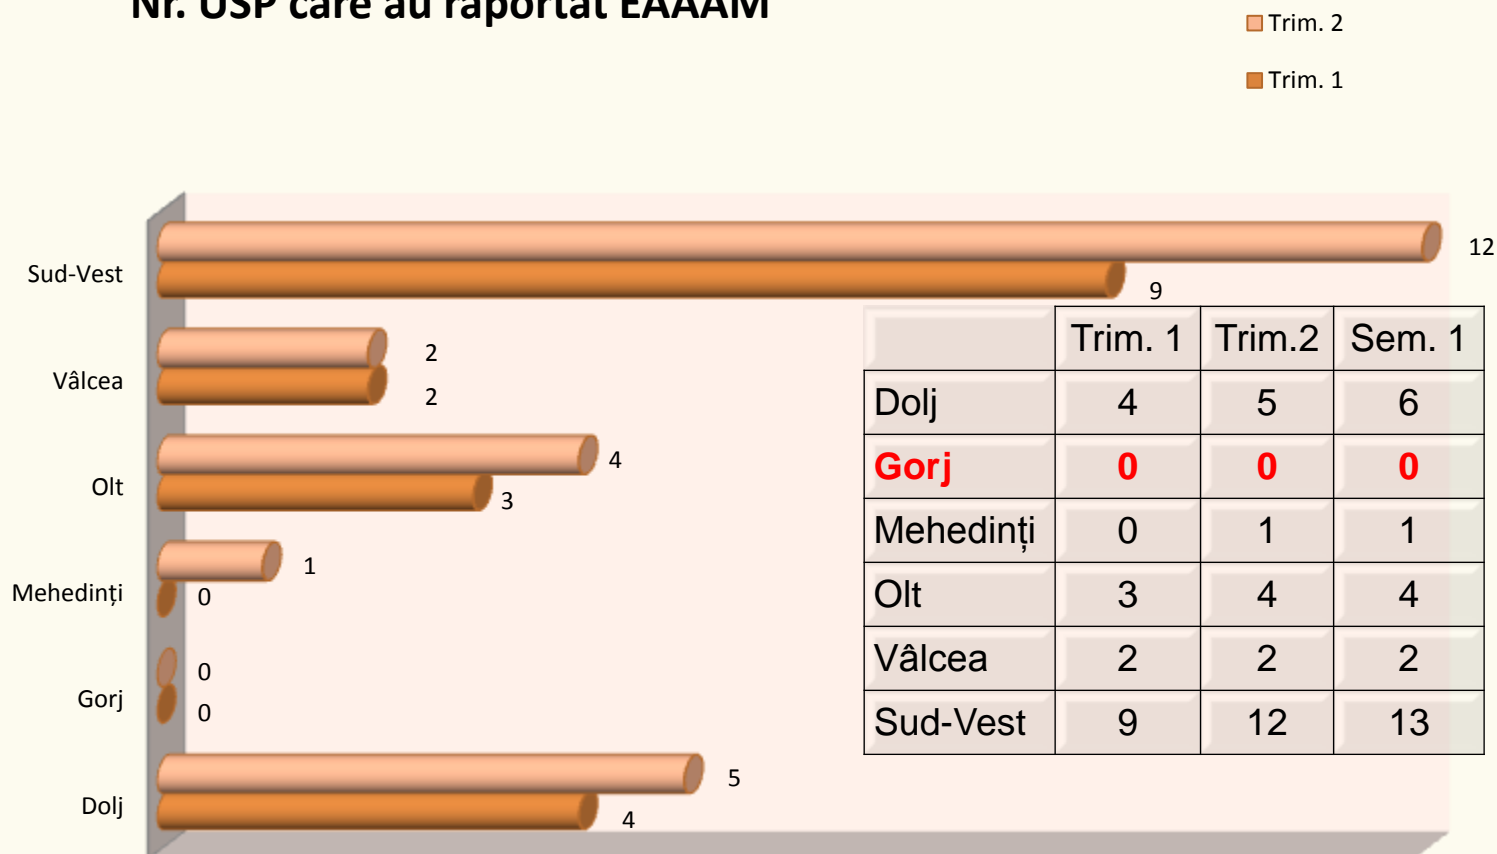 Nr. USP care au raportat EAAAM
Trim. 2
Trim. 1
Sud-Vest
12
9
Vâlcea
2
2
Olt
4
3
Mehedinți
1
0
Gorj
0
0
Dolj
5
4
Trim. 1 Trim.2 Sem. 1
Dolj 4 5 6
Gorj 0 0 0
Mehedinți 0 1 1
Olt 3 4 4
Vâlcea 2 2 2
Sud-Vest 9 12 13